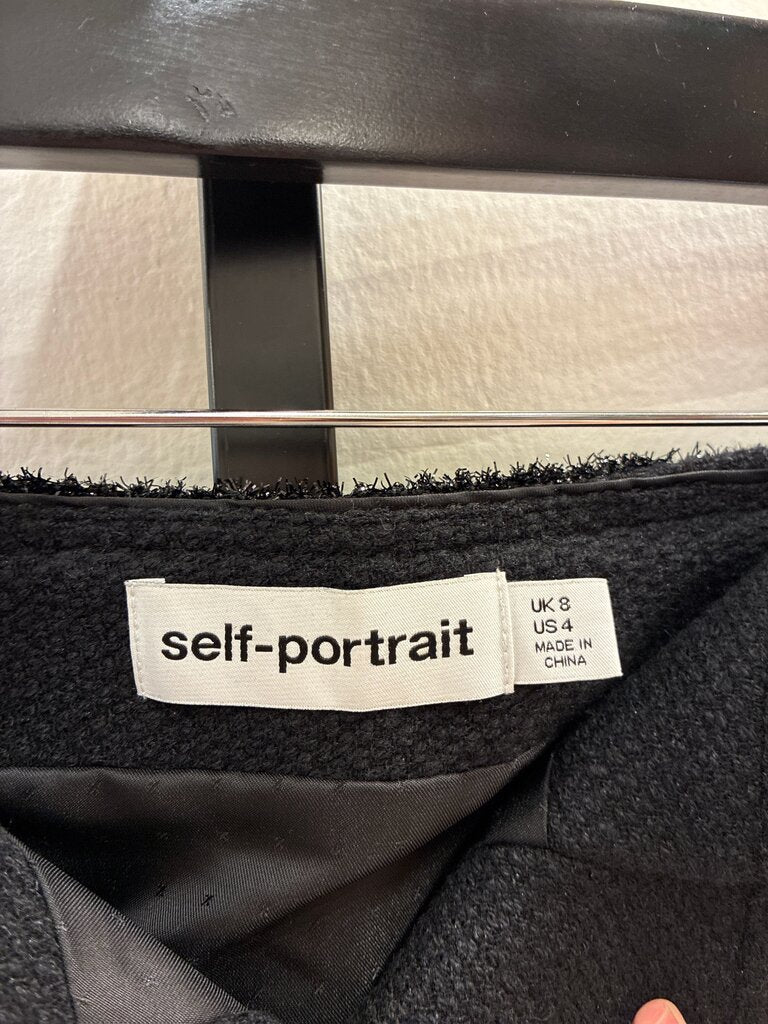 self-portrait
UK 8
US 4
MADE IN
CHINA